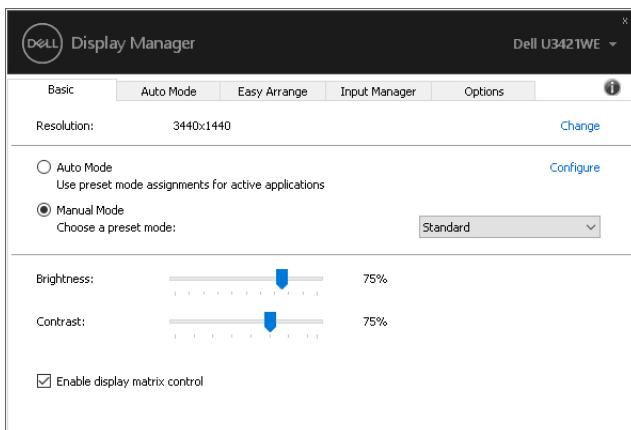 x
DELL Display Manager Dell U3421WE
Basic Auto Mode Easy Arrange Input Manager Options
Resolution: 3440x1440 Change
Auto Mode Configure
Use preset mode assignments for active applications
Manual Mode
Choose a preset mode: Standard
Brightness: 75%
Contrast: 75%
Enable display matrix control